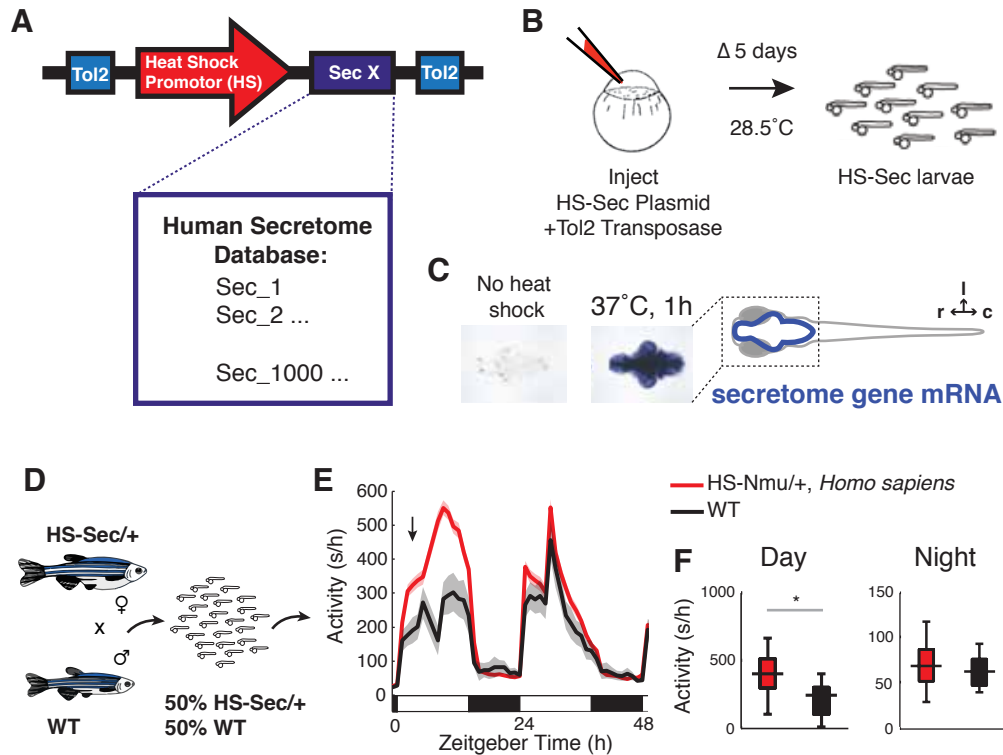 A
Tol2
Heat Shock
Promotor (HS)
Sec X
Tol2
Human Secretome
Database:
Sec_1
Sec_2 ...
Sec_1000 ...
B
Δ 5 days
28.5˚C
Inject
HS-Sec Plasmid
+Tol2 Transposase
HS-Sec larvae
C
No heat
shock
37˚C, 1h
l
r
c
secretome gene mRNA
D
HS-Sec/+
♀
x
♂
WT
50% HS-Sec/+
50% WT
E
Activity (s/h)
600
500
400
300
200
100
0
0
24
48
Zeitgeber Time (h)
HS-Nmu/+, Homo sapiens
WT
F
Day
Activity (s/h)
1000
500
0
*
Night
150
100
50
0